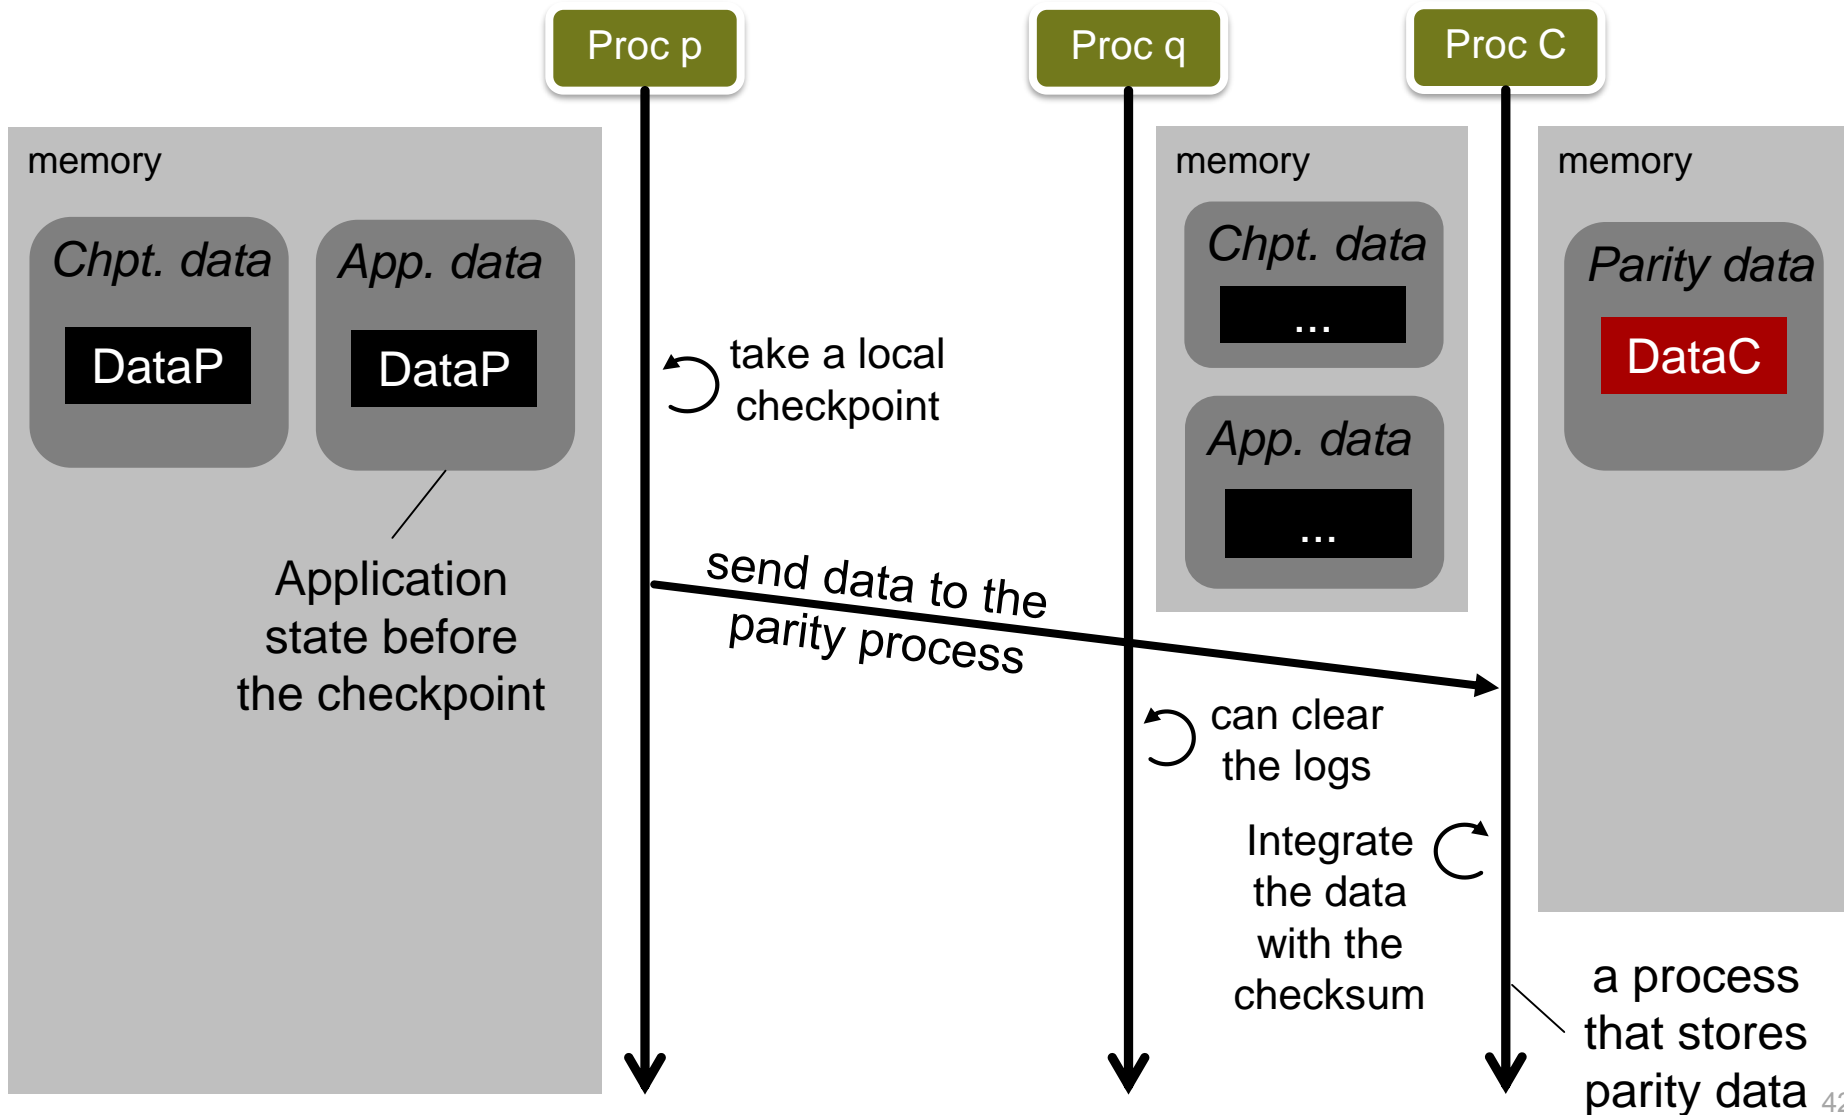 Proc p
Proc q
Proc C
memory
Chpt. data
DataP
App. data
DataP
Application
state before
the checkpoint
take a local
checkpoint
send data to the
parity process
memory
Chpt. data
...
App. data
...
can clear
the logs
Integrate
the data
with the
checksum
memory
Parity data
DataC
a process
that stores
parity data